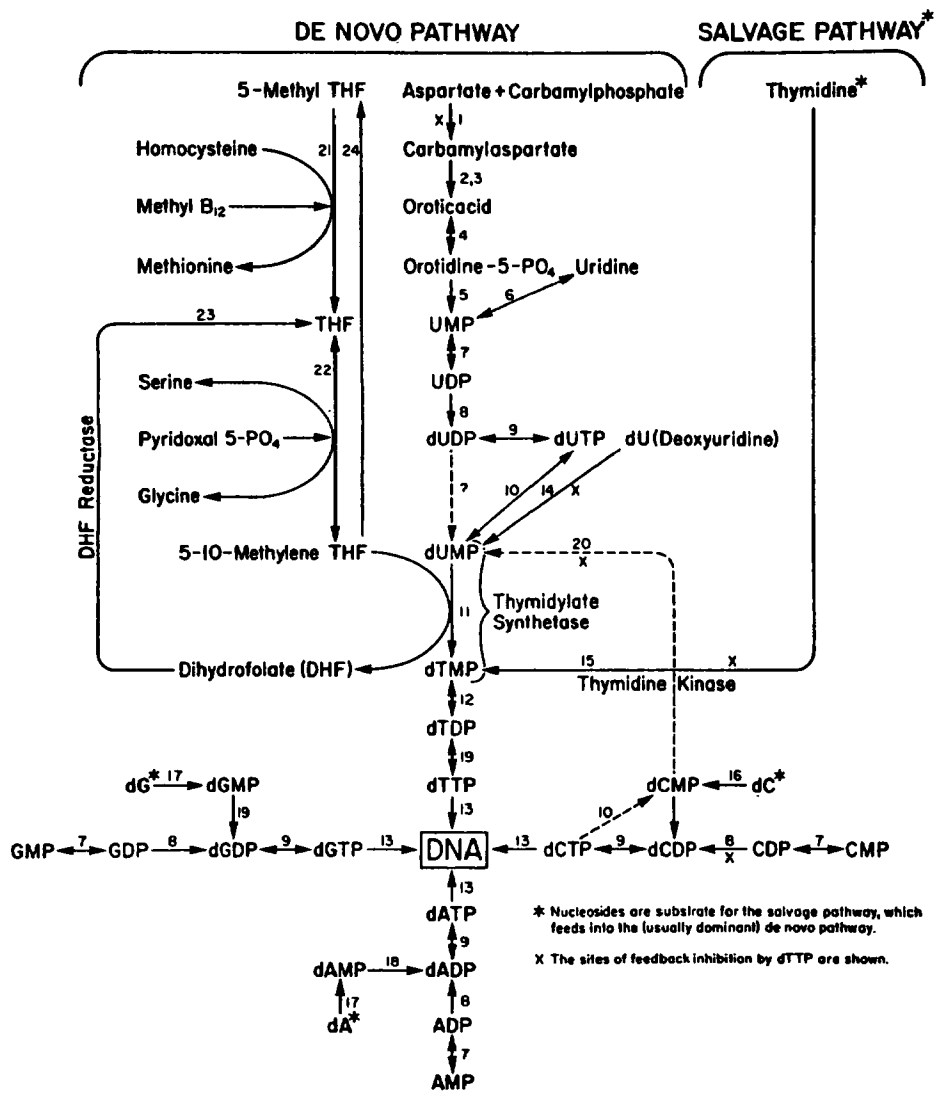 DE NOVO PATHWAY
SALVAGE PATHWAY*
5-Methyl THF
Aspartate + Carbamylphosphate
Thymidine*
X 1
Homocysteine
21 24
Carbamylaspartate
2,3
Methyl B12
Oroticacid
4
Methionine
Orotidine-5-PO4
Uridine
5
6
23
THF
UMP
7
22
UDP
Serine
8
Pyridoxal 5-PO4
dUDP
9
dUTP
dU (Deoxyuridine)
DHF Reductase
?
10
14
X
Glycine
5-10-Methylene THF
dUMP
20
X
11
Thymidylate
Synthetase
Dihydrofolate (DHF)
dTMP
15
X
Thymidine Kinase
12
dTDP
19
dG*
17
dGMP
dTTP
dCMP
16
dC*
19
13
10
GMP
7
GDP
8
dGDP
9
dGTP
13
DNA
13
dCTP
9
dCDP
8
X
CDP
7
CMP
13
dATP
9
dAMP
18
dADP
17
8
dA*
ADP
7
AMP
* Nucleosides are substrate for the salvage pathway, which
feeds into the (usually dominant) de novo pathway.
X The sites of feedback inhibition by dTTP are shown.